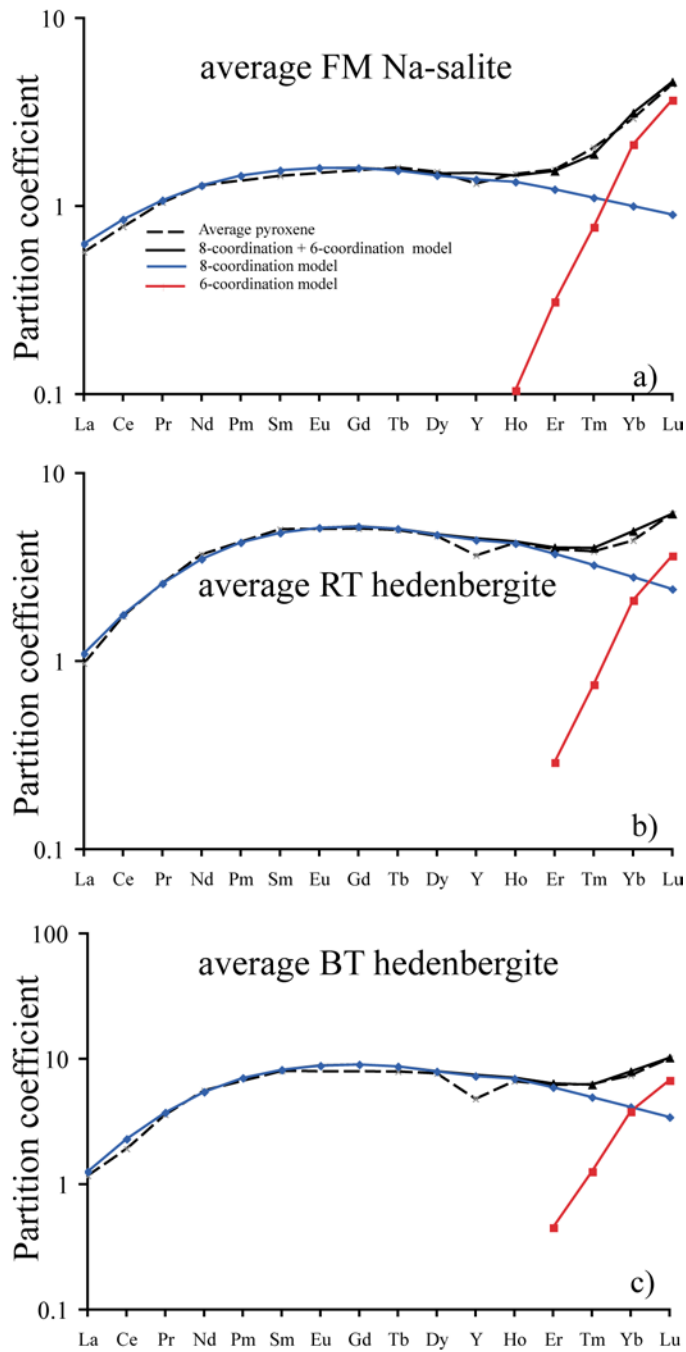 10
average FM Na-salite
Partition coefficient
1
Average pyroxene
8-coordination + 6-coordination model
8-coordination model
6-coordination model
a)
0.1
La Ce Pr Nd Pm Sm Eu Gd Tb Dy Y Ho Er Tm Yb Lu
10
Partition coefficient
average RT hedenbergite
1
b)
0.1
La Ce Pr Nd Pm Sm Eu Gd Tb Dy Y Ho Er Tm Yb Lu
100
average BT hedenbergite
Partition coefficient
10
1
c)
0.1
La Ce Pr Nd Pm Sm Eu Gd Tb Dy Y Ho Er Tm Yb Lu